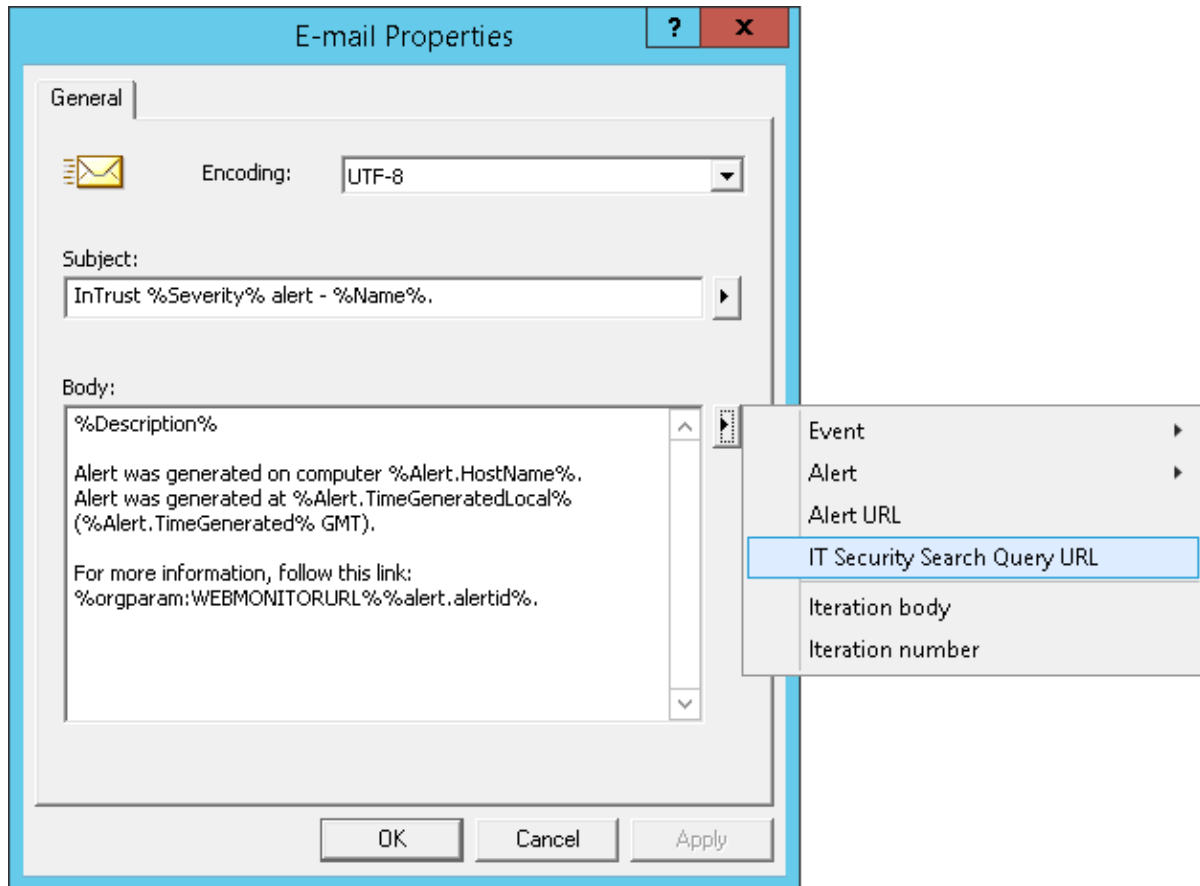 E-mail Properties
?
x
General
Encoding:
UTF-8
Subject:
InTrust %Severity% alert - %Name%.
Body:
%Description%
Alert was generated on computer %Alert.HostName%.
Alert was generated at %Alert.TimeGeneratedLocal%
(%Alert.TimeGenerated% GMT).
For more information, follow this link:
%orgparam:WEBMONITORURL%%alert.alertid%.
Event
Alert
Alert URL
IT Security Search Query URL
Iteration body
Iteration number
OK
Cancel
Apply